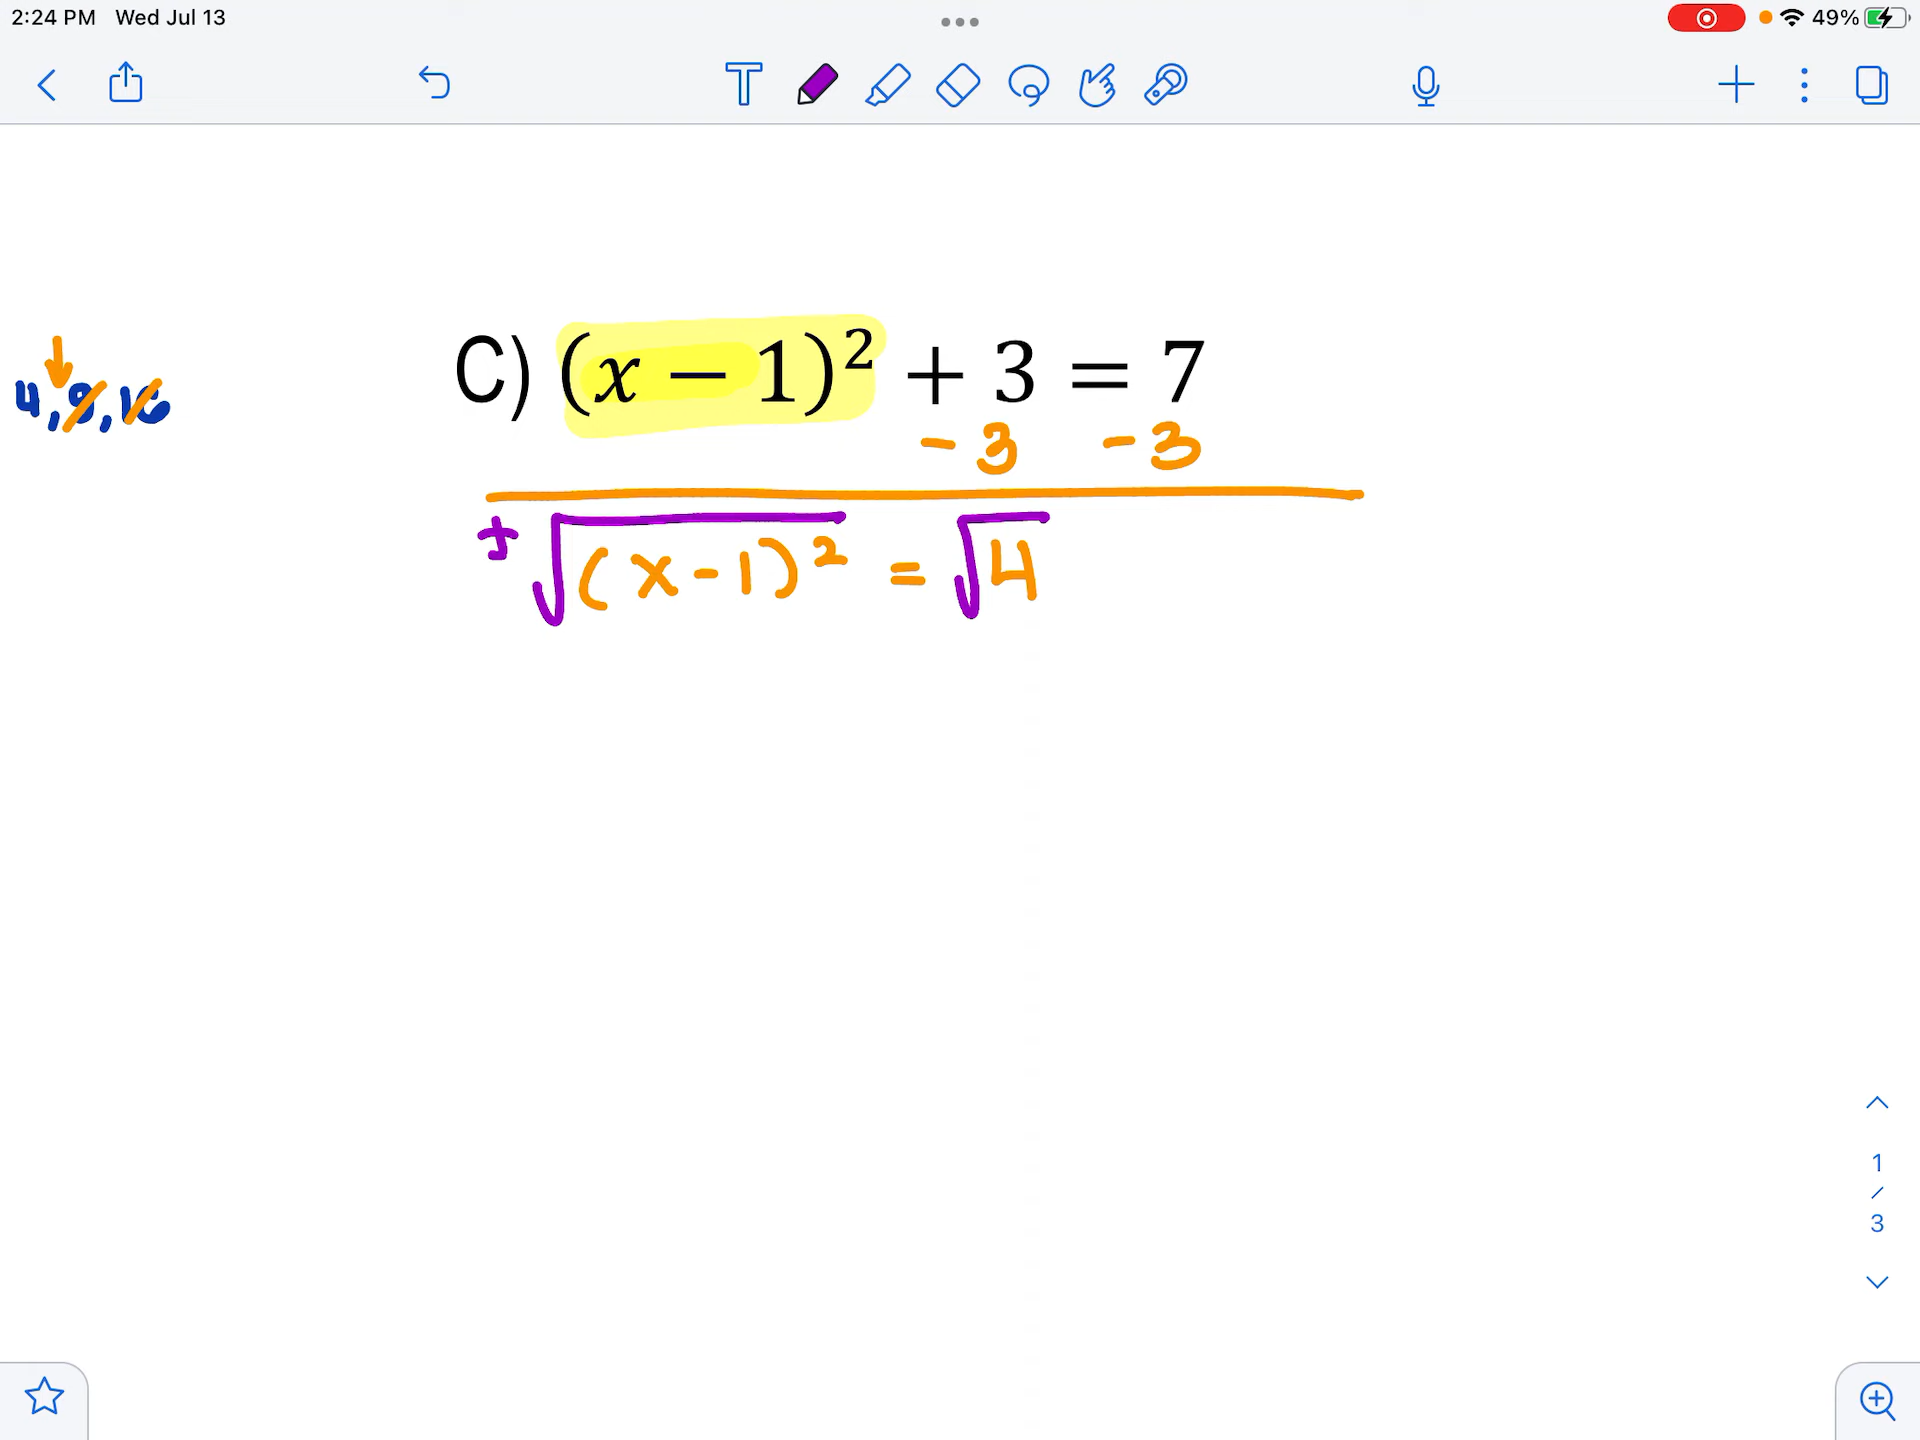 2:24 PM Wed Jul 13
49%
T
C) (x − 1)² + 3 = 7
4, 9, 16
− 3 − 3
± √(x-1)² = √4
1
/
3